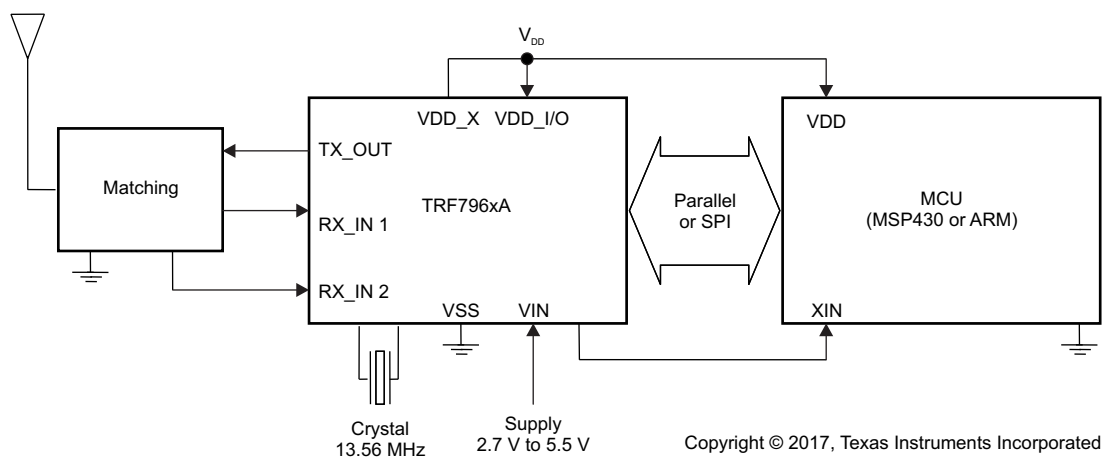 V_DD
VDD_X VDD_I/O
VDD
TX_OUT
Matching
TRF796xA
Parallel
or SPI
MCU
(MSP430 or ARM)
RX_IN 1
RX_IN 2
VSS
VIN
XIN
Crystal
13.56 MHz
Supply
2.7 V to 5.5 V
Copyright © 2017, Texas Instruments Incorporated